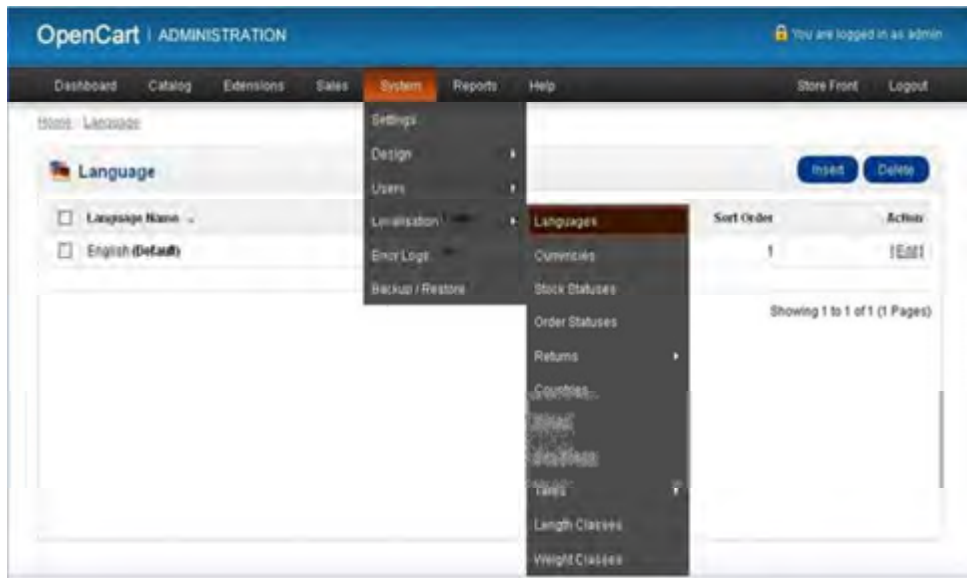 OpenCart | ADMINISTRATION
You are logged in as admin
Dashboard Catalog Extensions Sales System Reports Help Store Front Logout
Home Language
Language
Insert Delete
Language Name Sort Order Action
English (Default) 1 [Edit]
Showing 1 to 1 of 1 (1 Pages)
Settings
Design
Users
Localisation
Error Logs
Backup / Restore
Languages
Currencies
Stock Statuses
Order Statuses
Returns
Countries
Taxes
Length Classes
Weight Classes